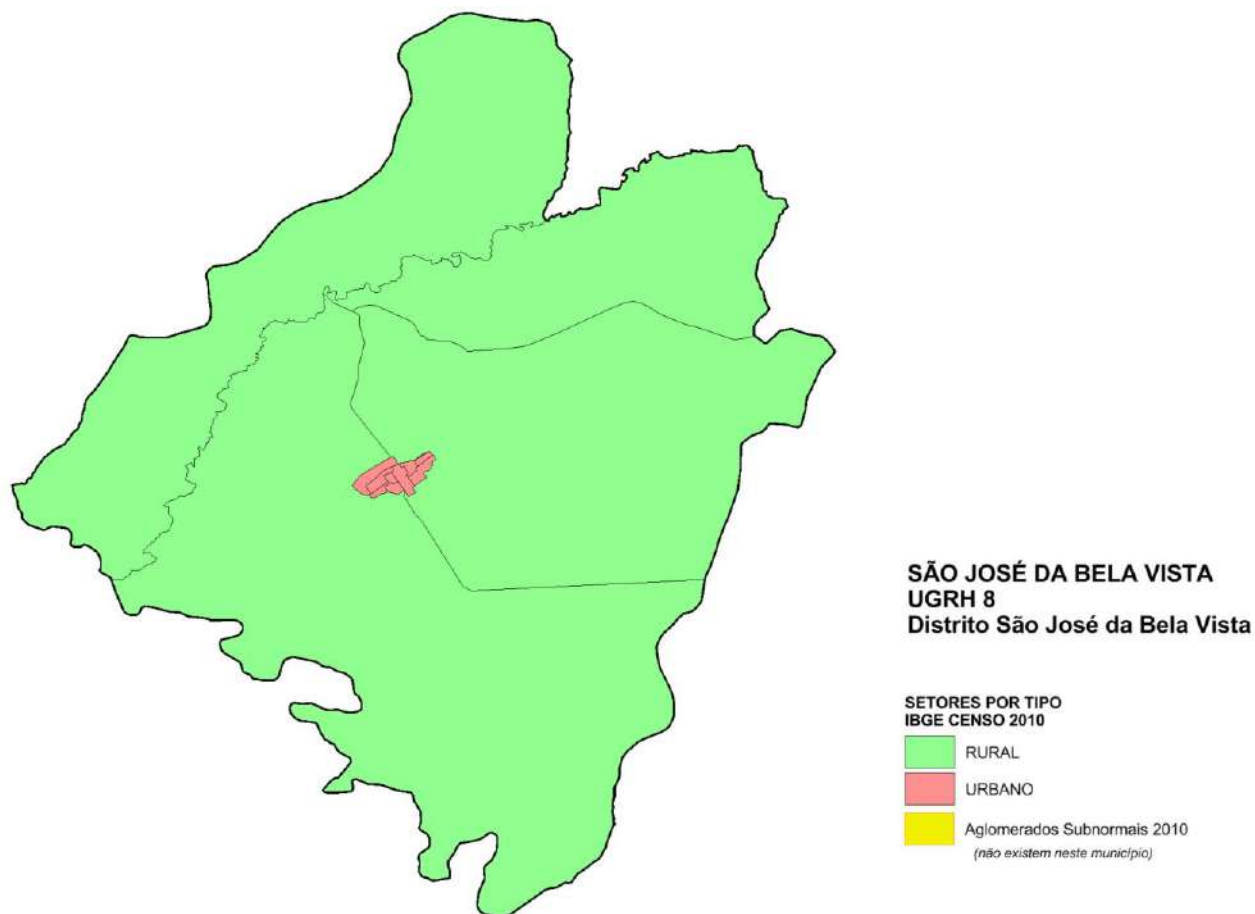 SÃO JOSÉ DA BELA VISTA
UGRH 8
Distrito São José da Bela Vista
SETORES POR TIPO
IBGE CENSO 2010
RURAL
URBANO
Aglomerados Subnormais 2010
(não existem neste município)